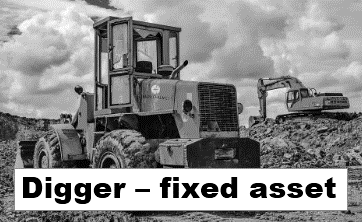 Digger – fixed asset